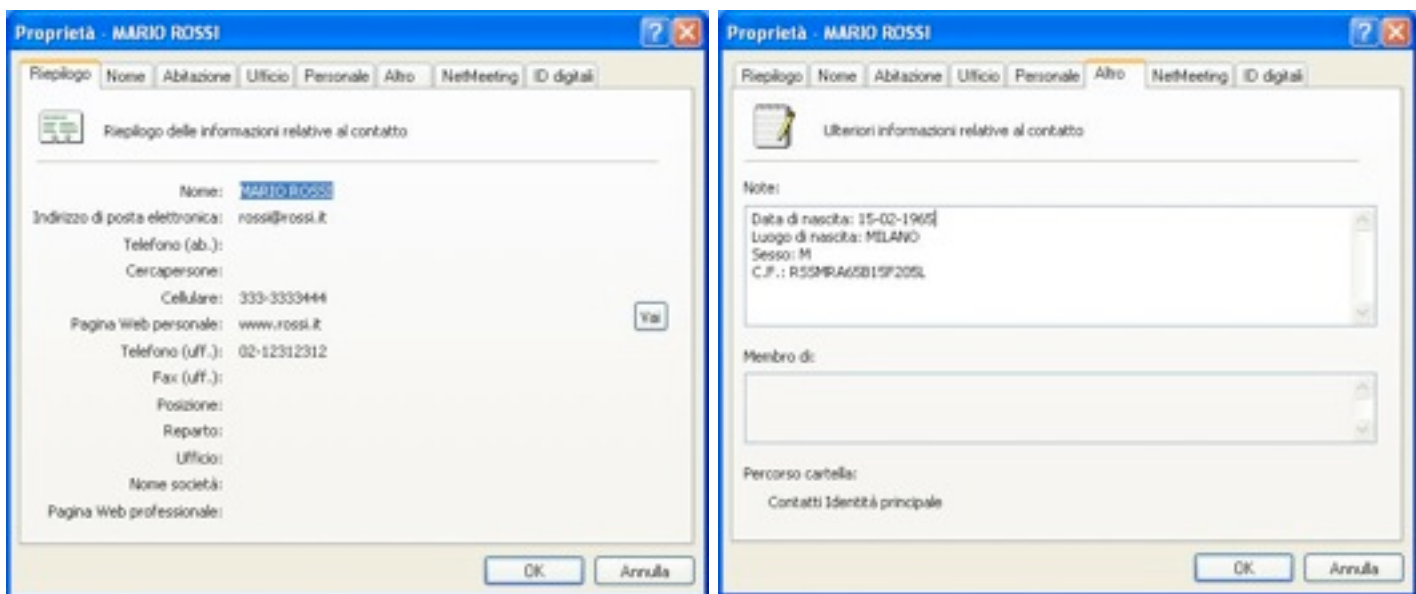 Proprietà - MARIO ROSSI
Riepilogo Nome Abitazione Ufficio Personale Altro NetMeeting ID digitali
Riepilogo delle informazioni relative al contatto
Nome: MARIO ROSSI
Indirizzo di posta elettronica: rossi@rossi.it
Telefono (ab.):
Cercapersone:
Cellulare: 333-3333444
Pagina Web personale: www.rossi.it
Vai
Telefono (uff.): 02-12312312
Fax (uff.):
Posizione:
Reparto:
Ufficio:
Nome società:
Pagina Web professionale:
OK Annulla
Proprietà - MARIO ROSSI
Riepilogo Nome Abitazione Ufficio Personale Altro NetMeeting ID digitali
Ulteriori informazioni relative al contatto
Note:
Data di nascita: 15-02-1965
Luogo di nascita: MILANO
Sesso: M
C.F.: RSSMRA65B15F205L
Membro di:
Percorso cartella:
Contatti Identità principale
OK Annulla